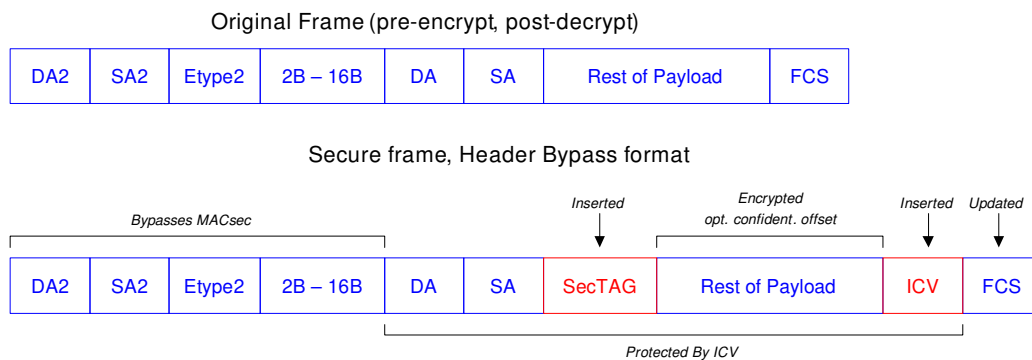 Original Frame (pre-encrypt, post-decrypt)
DA2 SA2 Etype2 2B – 16B DA SA Rest of Payload FCS
Secure frame, Header Bypass format
Bypasses MACsec Inserted Encrypted Inserted Updated
opt. confident. offset
DA2 SA2 Etype2 2B – 16B DA SA SecTAG Rest of Payload ICV FCS
Protected By ICV